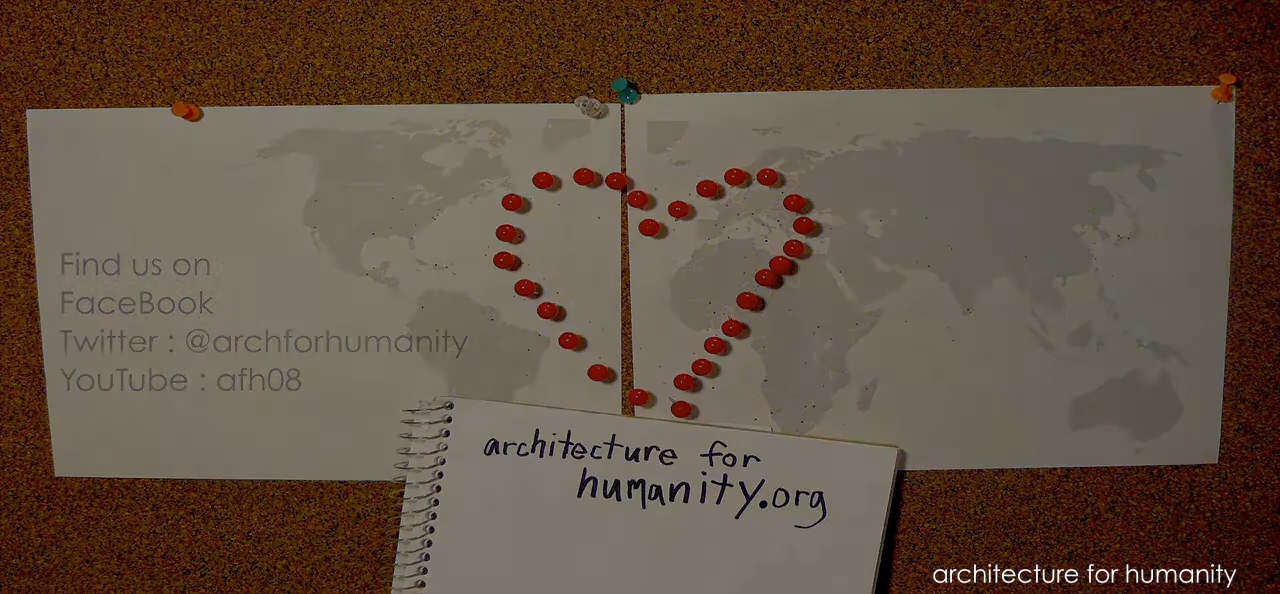 Find us on
FaceBook
Twitter : @archforhumanity
YouTube : afh08
architecture for
humanity.org
architecture for humanity